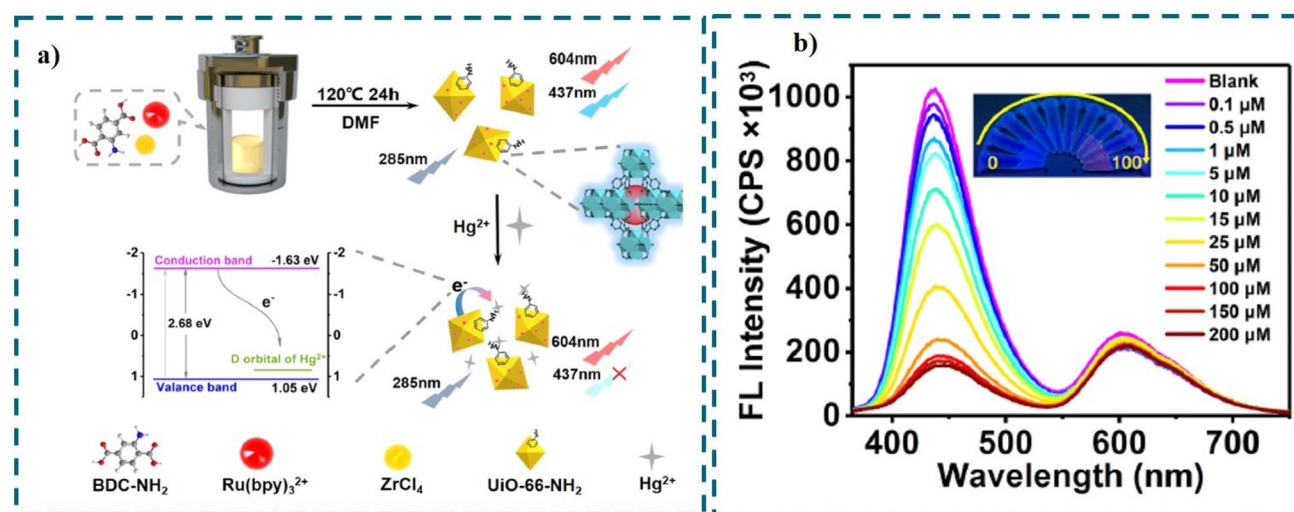 a)
604nm
437nm
120℃ 24h
DMF
285nm
Hg²⁺
-2
Conduction band -1.63 eV
-2
-1
-1
e⁻
2.68 eV
0
0
D orbital of Hg²⁺
1
1
Valance band 1.05 eV
e⁻
604nm
437nm
285nm
BDC-NH₂
Ru(bpy)₃²⁺
ZrCl₄
UiO-66-NH₂
Hg²⁺
b)
FL Intensity (CPS ×10³)
1000
800
600
400
200
0
400
500
600
700
Wavelength (nm)
0
100
Blank
0.1 µM
0.5 µM
1 µM
5 µM
10 µM
15 µM
25 µM
50 µM
100 µM
150 µM
200 µM